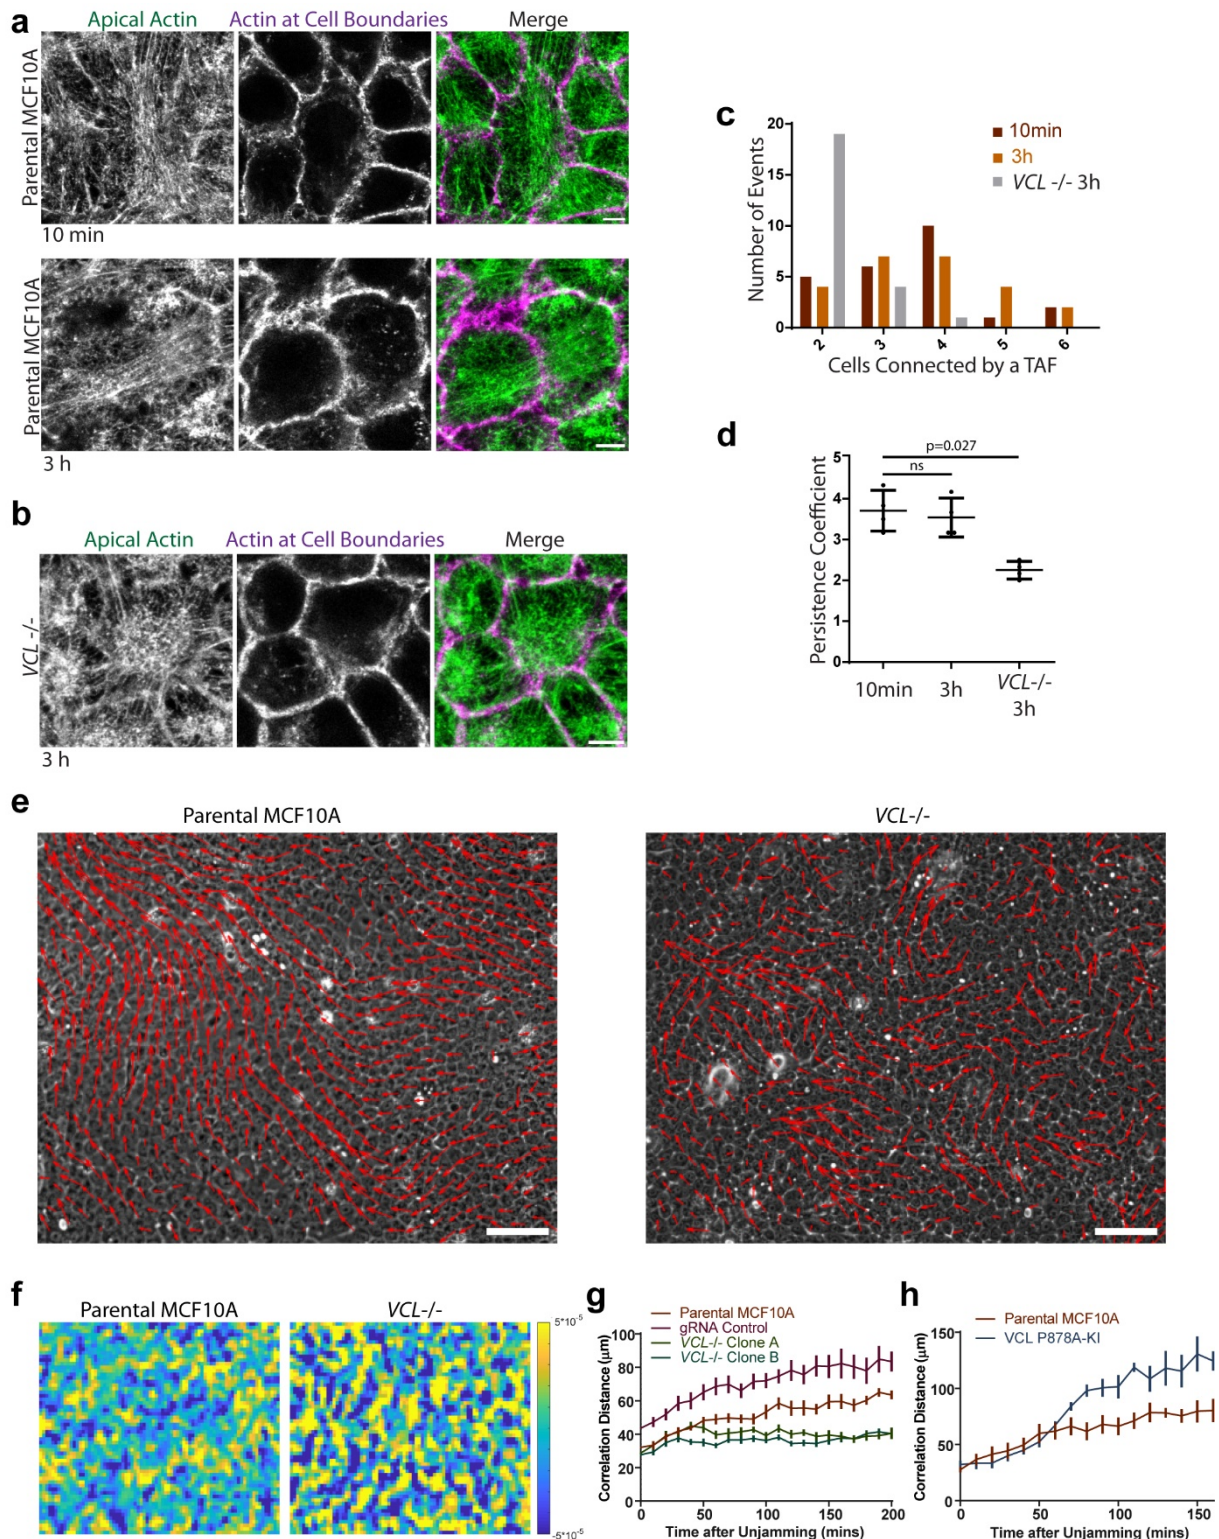 a
Apical Actin Actin at Cell Boundaries Merge
Parental MCF10A
10 min
Parental MCF10A
3 h
b
Apical Actin Actin at Cell Boundaries Merge
VCL -/-
3 h
c
10min
3h
VCL -/- 3h
Number of Events
20
15
10
5
0
2 3 4 5 6
Cells Connected by a TAF
d
p=0.027
ns
Persistence Coefficient
5
4
3
2
1
0
10min 3h VCL-/- 3h
e
Parental MCF10A VCL-/-
f
Parental MCF10A VCL-/-
5*10⁻⁵
-5*10⁻⁵
g
Parental MCF10A
gRNA Control
VCL-/- Clone A
VCL-/- Clone B
Correlation Distance (µm)
100
80
60
40
20
0
0 50 100 150 200
Time after Unjamming (mins)
h
Parental MCF10A
VCL P878A-KI
Correlation Distance (µm)
150
100
50
0
0 50 100 150
Time after Unjamming (mins)